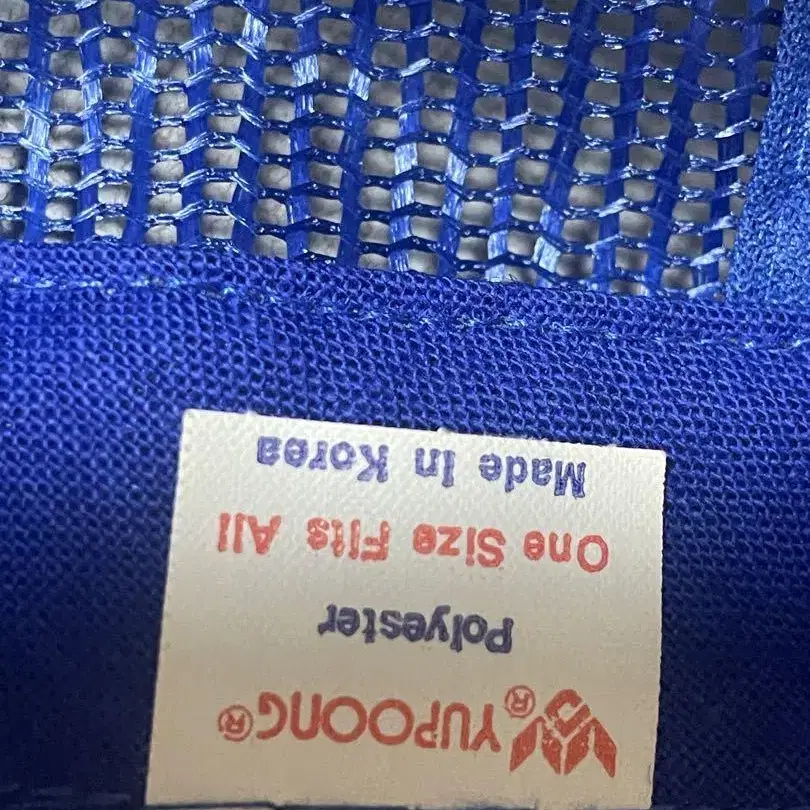 ®YUPOONG®
Polyester
One Size Fits All
Made In Korea